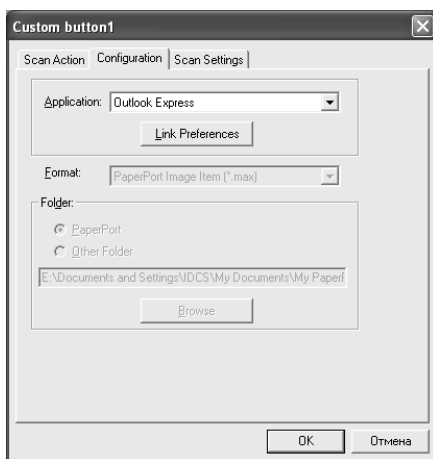 Custom button1
Scan Action Configuration Scan Settings
Application: Outlook Express
Link Preferences
Format: PaperPort Image Item (*.max)
Folder:
PaperPort
Other Folder
E:\Documents and Settings\IDCS\My Documents\My Paperf
Browse
OK Отмена